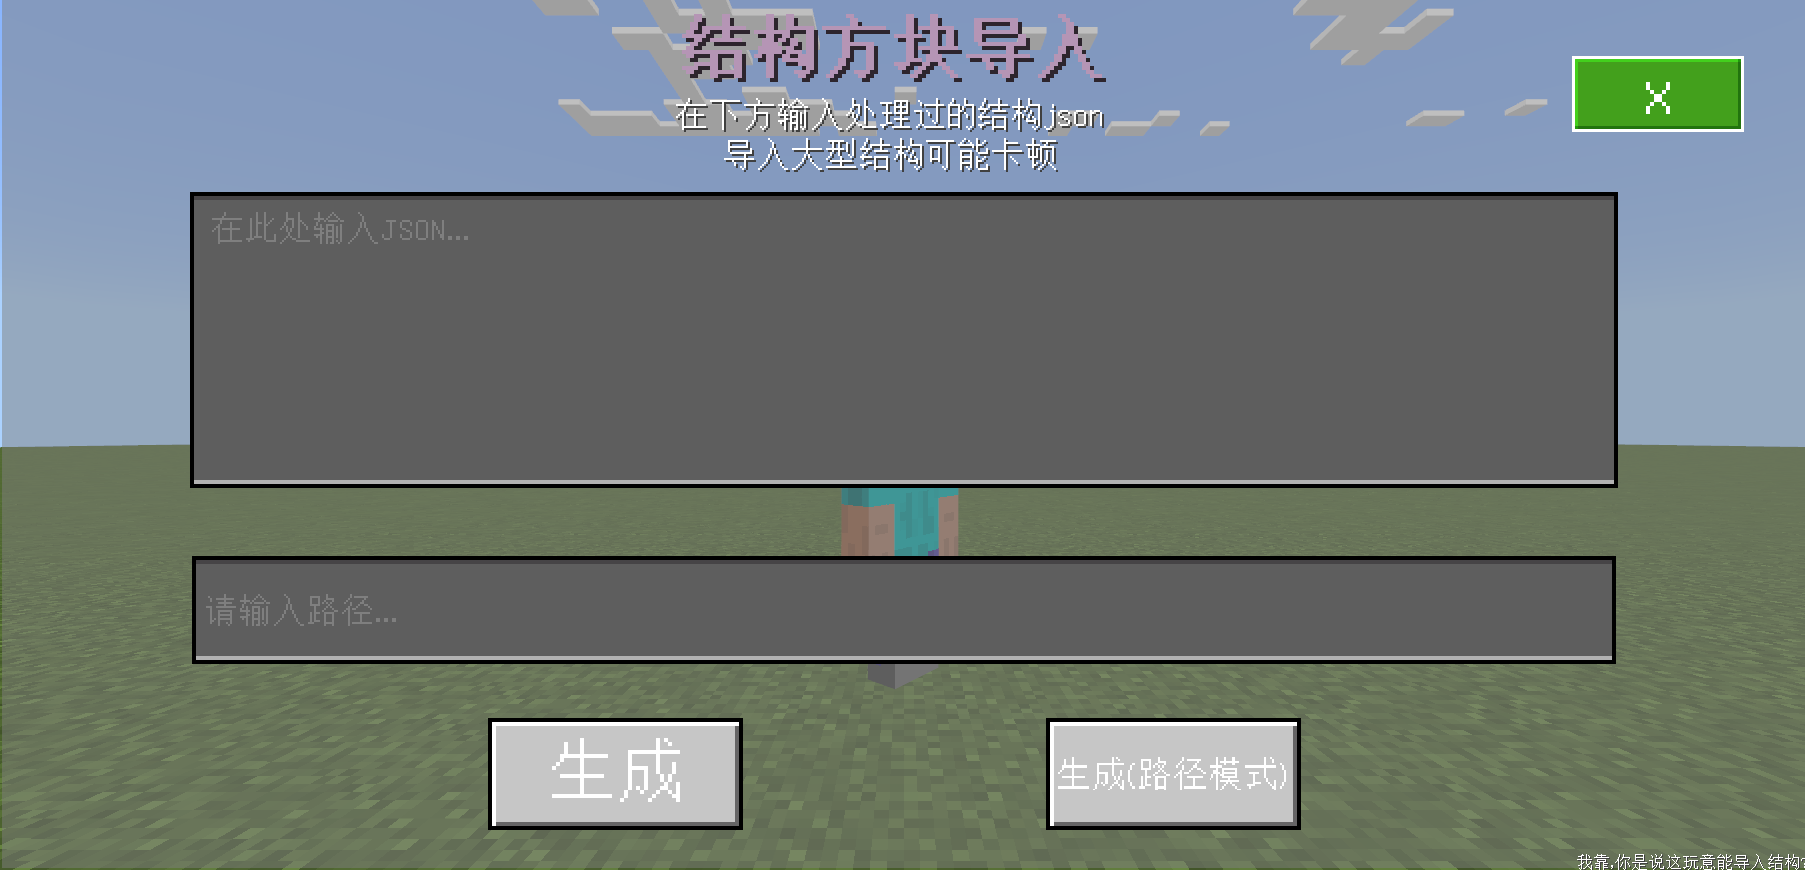 结构方块导入
在下方输入处理过的结构json
导入大型结构可能卡顿
X
在此处输入JSON...
请输入路径...
生成
生成(路径模式)
我靠,你是说这玩意能导入结构?